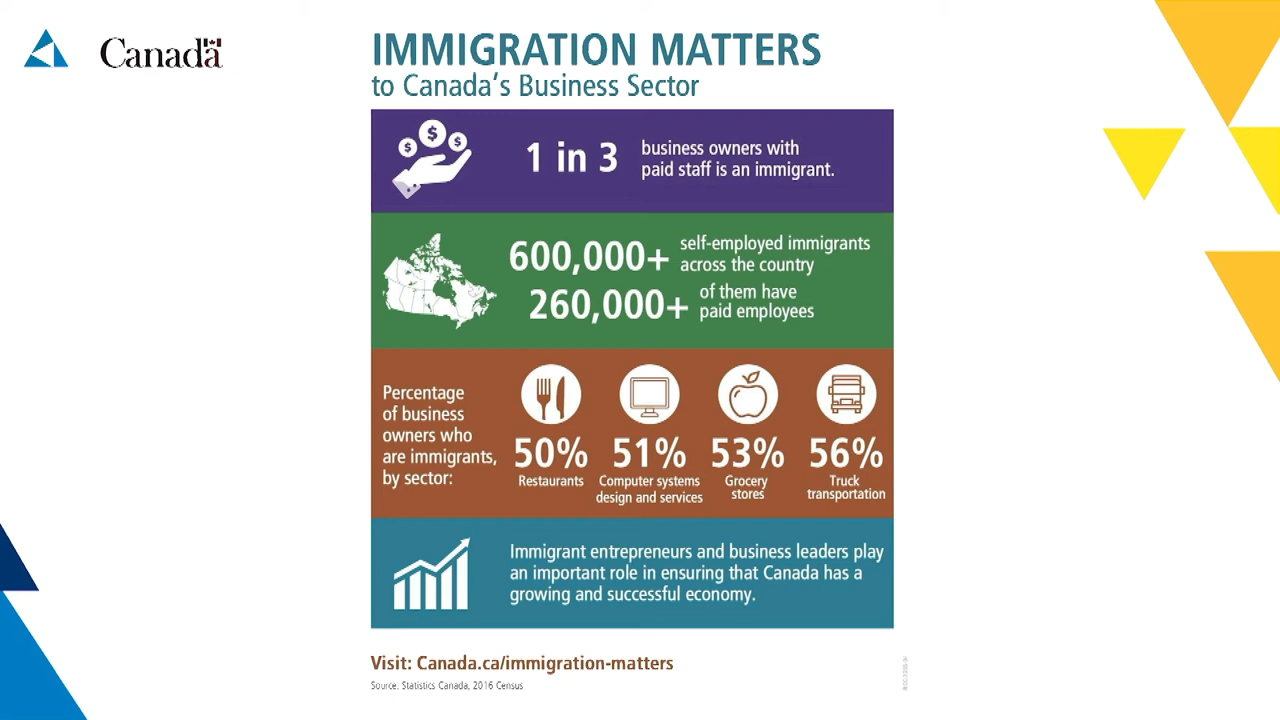 Canada
IMMIGRATION MATTERS
to Canada's Business Sector
1 in 3
business owners with
paid staff is an immigrant.
600,000+
self-employed immigrants
across the country
260,000+
of them have
paid employees
Percentage
of business
owners who
are immigrants,
by sector:
50%
Restaurants
51%
Computer systems
design and services
53%
Grocery
stores
56%
Truck
transportation
Immigrant entrepreneurs and business leaders play
an important role in ensuring that Canada has a
growing and successful economy.
Visit: Canada.ca/immigration-matters
Source: Statistics Canada, 2016 Census